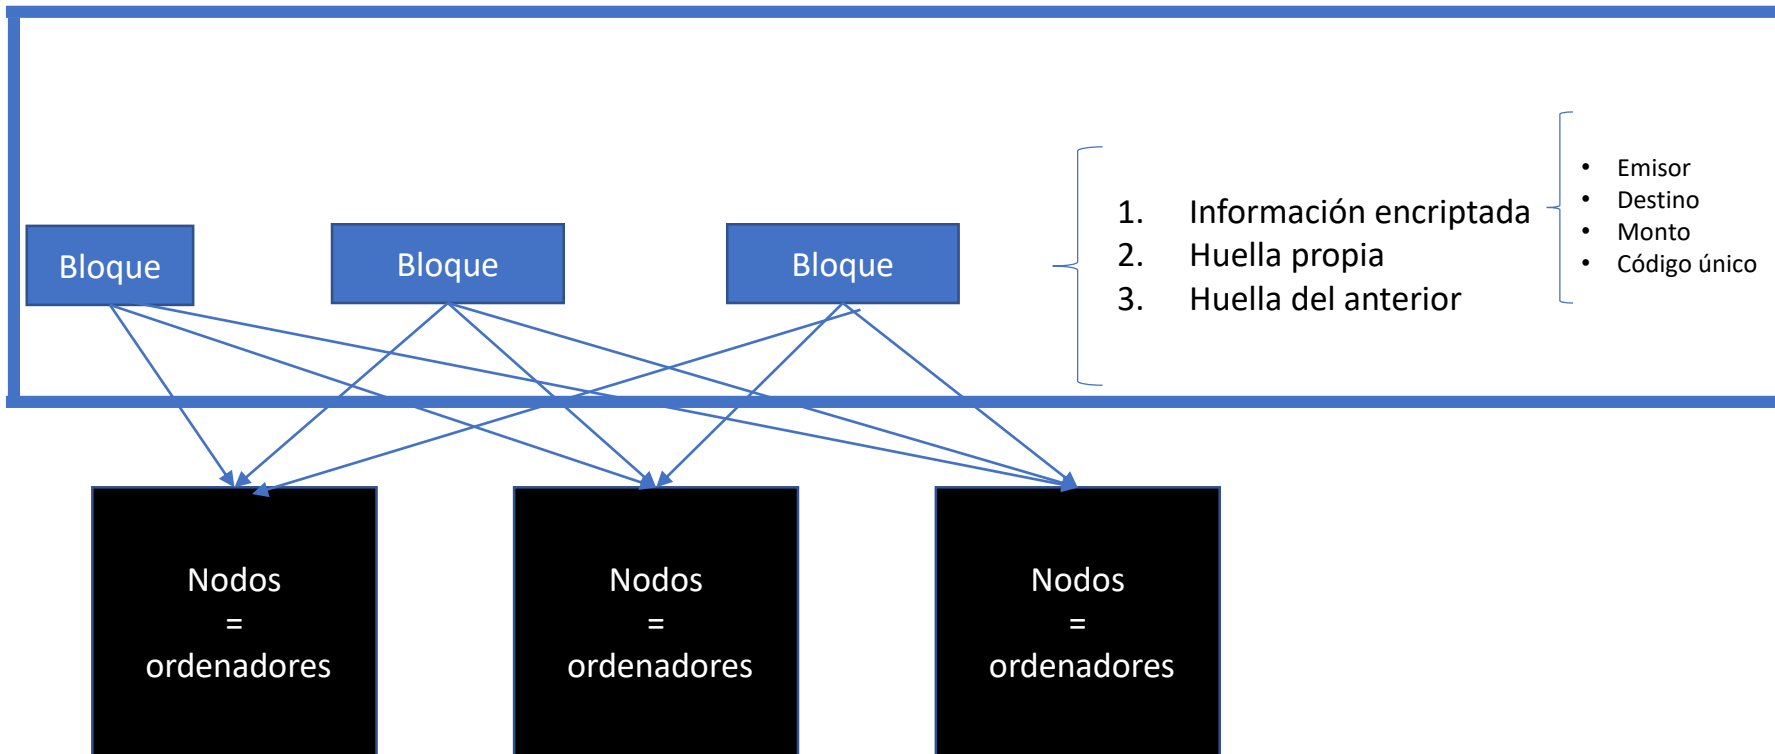 Bloque
Bloque
Bloque
1. Información encriptada
2. Huella propia
3. Huella del anterior
• Emisor
• Destino
• Monto
• Código único
Nodos
=
ordenadores
Nodos
=
ordenadores
Nodos
=
ordenadores